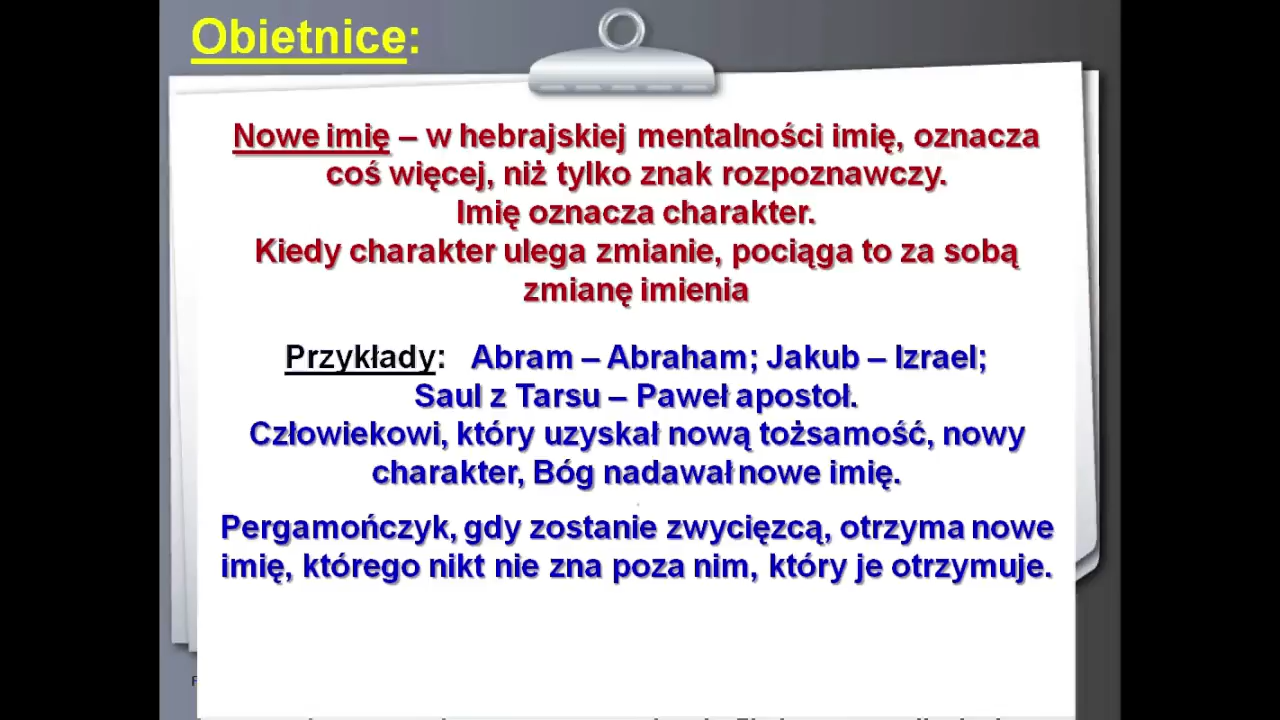 Obietnice:
Nowe imię – w hebrajskiej mentalności imię, oznacza
coś więcej, niż tylko znak rozpoznawczy.
Imię oznacza charakter.
Kiedy charakter ulega zmianie, pociąga to za sobą
zmianę imienia
Przykłady: Abram – Abraham; Jakub – Izrael;
Saul z Tarsu – Paweł apostoł.
Człowiekowi, który uzyskał nową tożsamość, nowy
charakter, Bóg nadawał nowe imię.
Pergamończyk, gdy zostanie zwycięzcą, otrzyma nowe
imię, którego nikt nie zna poza nim, który je otrzymuje.